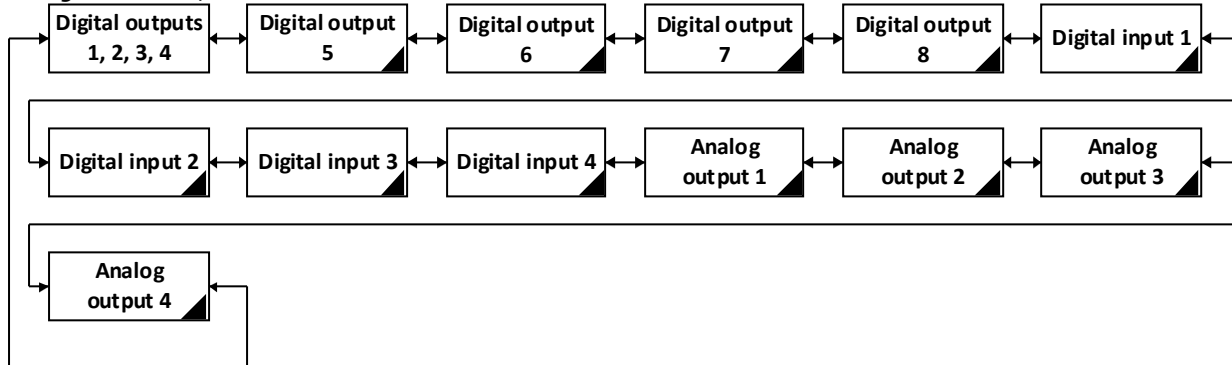 Digital outputs
1, 2, 3, 4
Digital output
5
Digital output
6
Digital output
7
Digital output
8
Digital input 1
Digital input 2
Digital input 3
Digital input 4
Analog
output 1
Analog
output 2
Analog
output 3
Analog
output 4